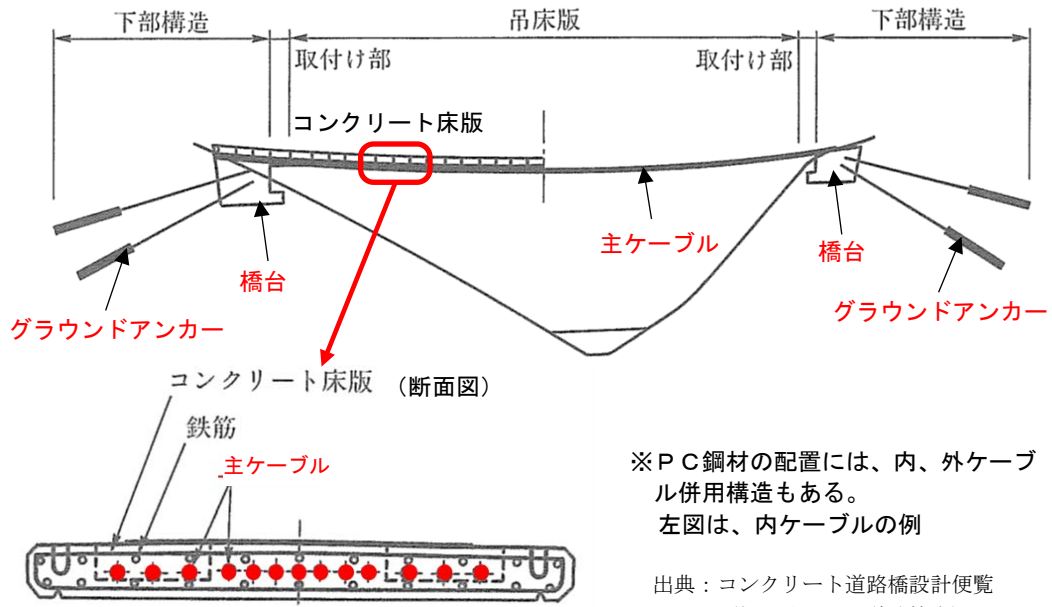 下部構造
吊床版
下部構造
取付け部
取付け部
コンクリート床版
主ケーブル
橋台
橋台
グラウンドアンカー
グラウンドアンカー
コンクリート床版 (断面図)
鉄筋
主ケーブル
※PC鋼材の配置には、内、外ケーブ
ル併用構造もある。
左図は、内ケーブルの例
出典:コンクリート道路橋設計便覧